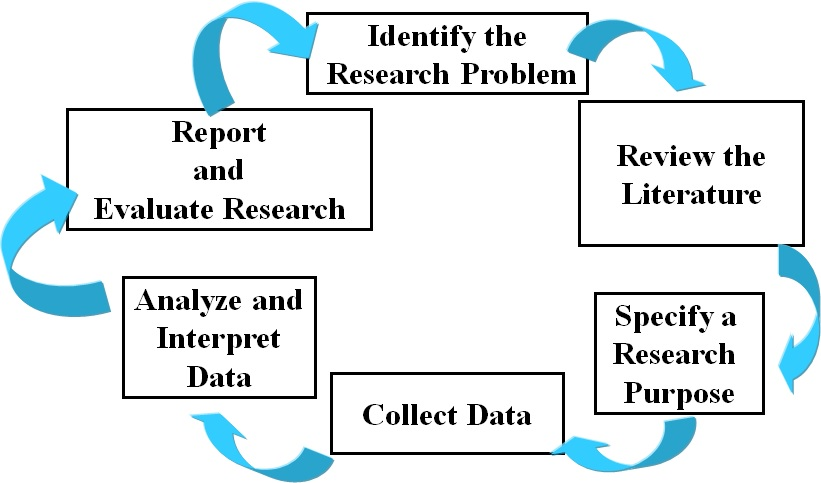 Identify the
Research Problem
Review the
Literature
Specify a
Research
Purpose
Collect Data
Analyze and
Interpret
Data
Report
and
Evaluate Research